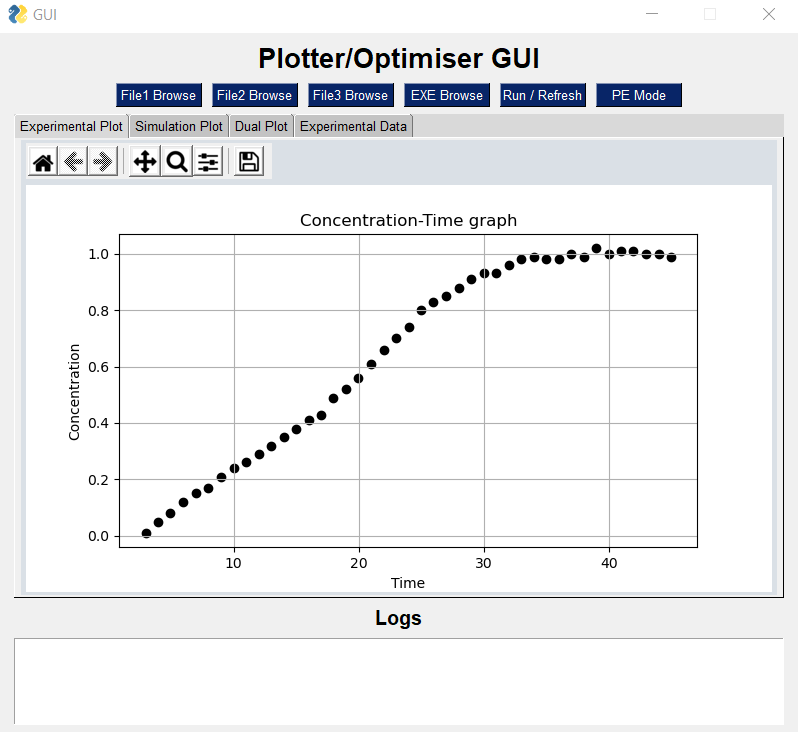 GUI
Plotter/Optimiser GUI
File1 Browse File2 Browse File3 Browse EXE Browse Run / Refresh PE Mode
Experimental Plot Simulation Plot Dual Plot Experimental Data
Concentration-Time graph
1.0
0.8
0.6
0.4
0.2
0.0
Concentration
10 20 30 40
Time
Logs